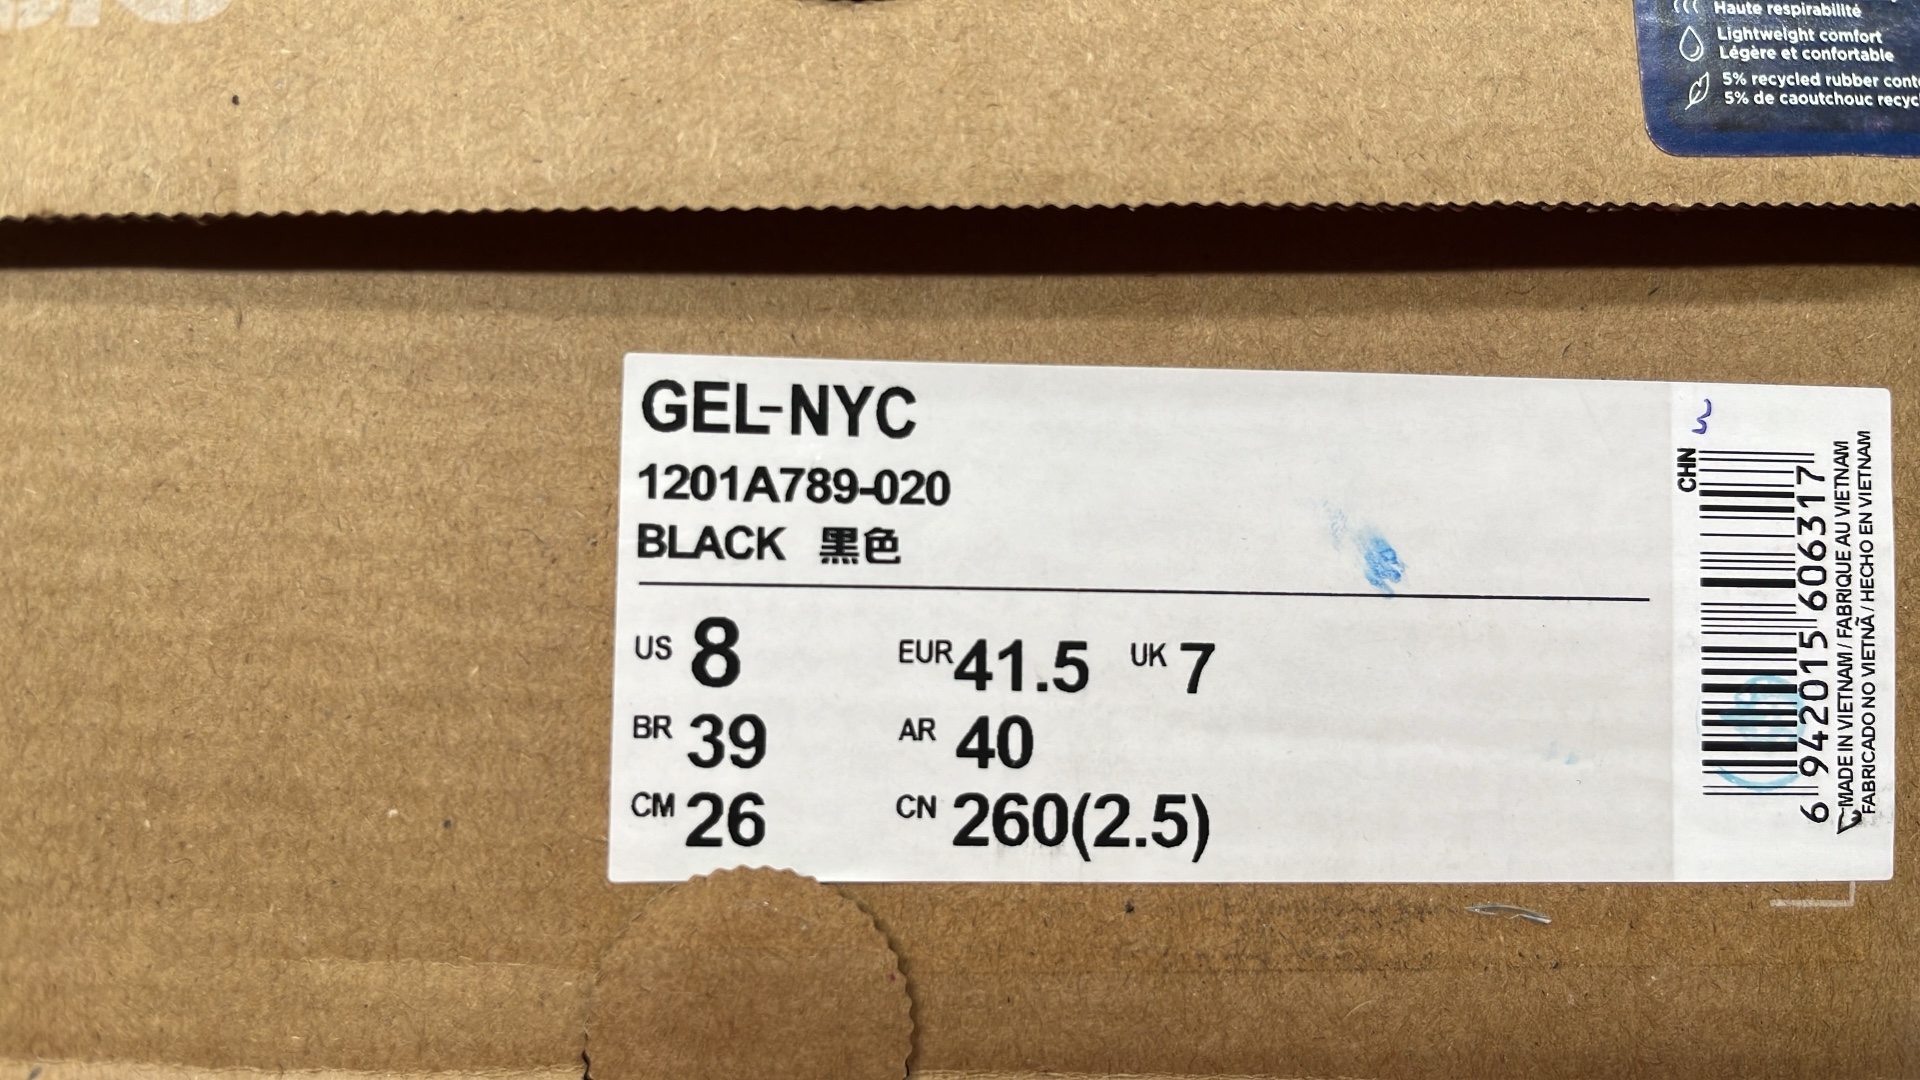 Haute respirabilité
Lightweight comfort
Légère et confortable
5% recycled rubber
5% de caoutchouc
GEL-NYC
1201A789-020
BLACK 黑色
US 8 EUR 41.5 UK 7
BR 39 AR 40
CM 26 CN 260(2.5)
CHN
6 942015 606317
MADE IN VIETNAM / FABRIQUE AU VIETNAM
FABRICADO NO VIETNÃ / HECHO EN VIETNAM